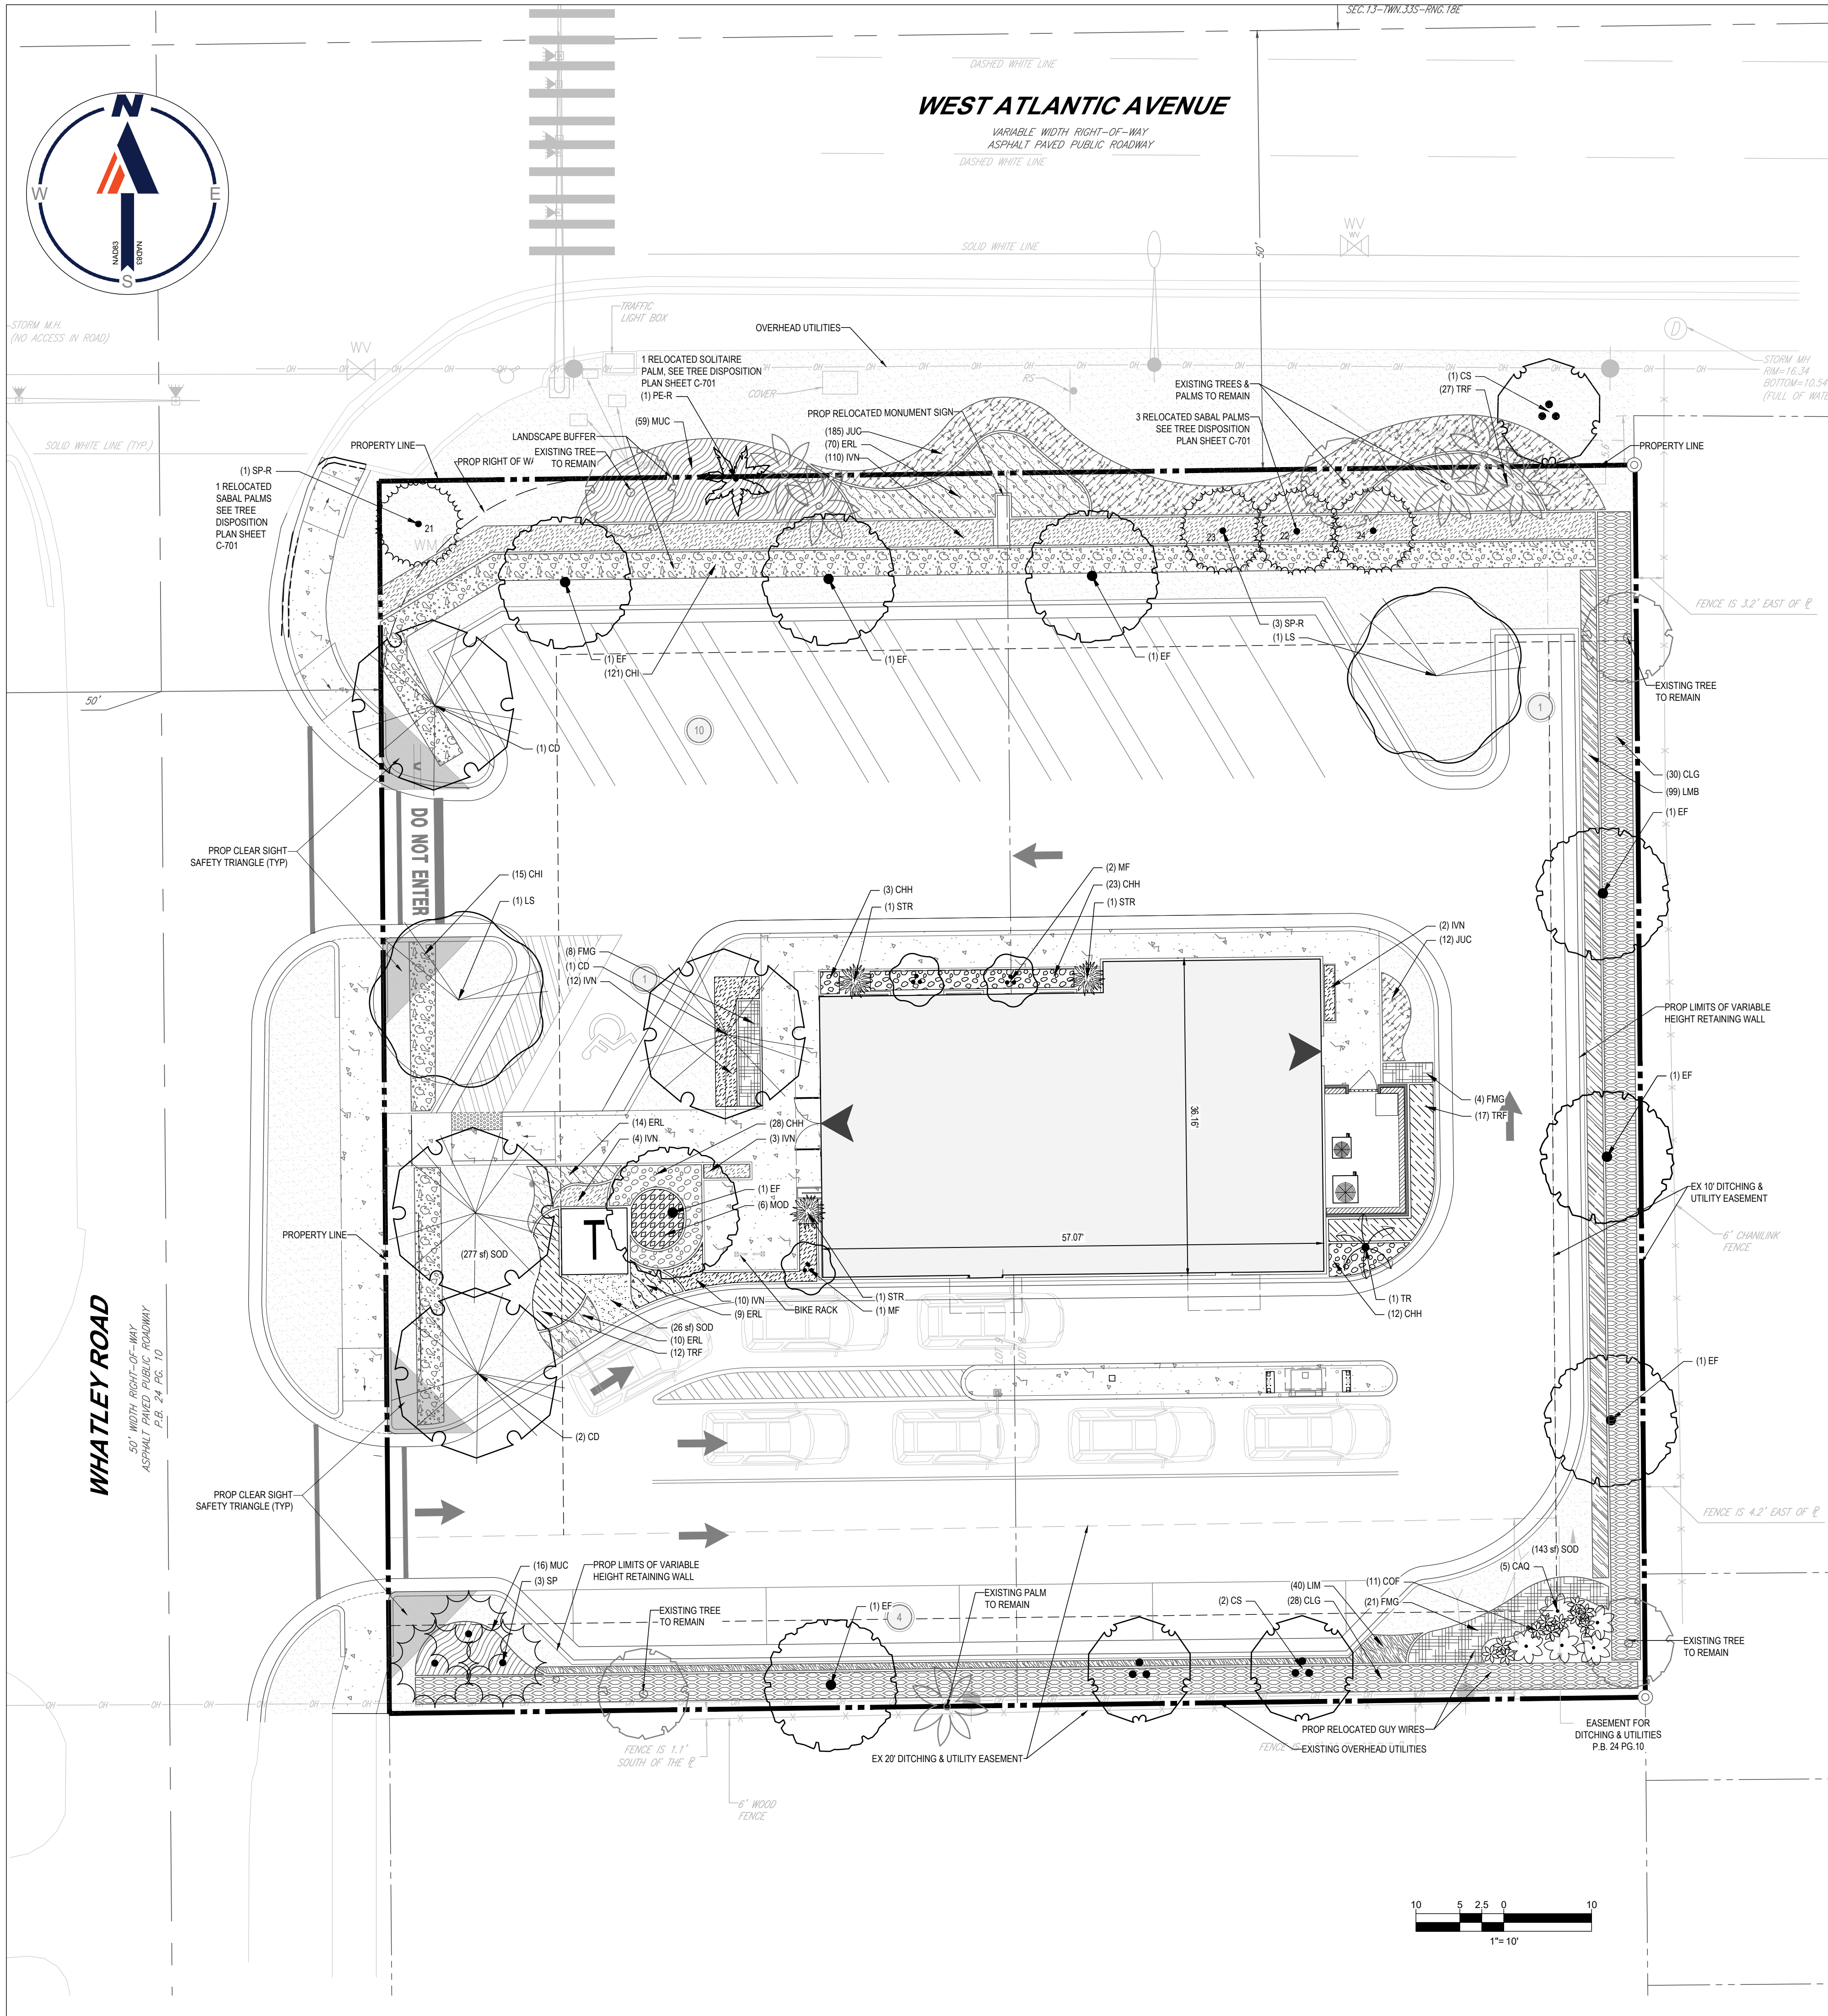 SEC.13-TWN.33S-RNG.18E
DASHED WHITE LINE
WEST ATLANTIC AVENUE
VARIABLE WIDTH RIGHT-OF-WAY
ASPHALT PAVED PUBLIC ROADWAY
DASHED WHITE LINE
N
W
E
S
NAVD83
NAD83
SOLID WHITE LINE
WV
WV
50'
STORM M.H.
(NO ACCESS IN ROAD)
WV
TRAFFIC
LIGHT BOX
OVERHEAD UTILITIES
D
STORM MH
RIM=16.34
BOTTOM=10.54
(FULL OF WATE
1 RELOCATED SOLITAIRE
PALM, SEE TREE DISPOSITION
PLAN SHEET C-701
(1) PE-R
COVER
RS
(1) CS
(27) TRF
EXISTING TREES &
PALMS TO REMAIN
3 RELOCATED SABAL PALMS
SEE TREE DISPOSITION
PLAN SHEET C-701
PROP RELOCATED MONUMENT SIGN
(185) JUC
(70) ERL
(110) IVN
(59) MUC
LANDSCAPE BUFFER
EXISTING TREE
TO REMAIN
PROPERTY LINE
PROP RIGHT OF WA
SOLID WHITE LINE (TYP.)
5.6'
PROPERTY LINE
(1) SP-R
1 RELOCATED
SABAL PALMS
SEE TREE
DISPOSITION
PLAN SHEET
C-701
21
WM
23
22
24
FENCE IS 3.2' EAST OF PL
(3) SP-R
(1) LS
(1) EF
(121) CHI
(1) EF
(1) EF
EXISTING TREE
TO REMAIN
50'
10
1
(1) CD
(30) CLG
(99) LMB
(1) EF
DO NOT ENTER
PROP CLEAR SIGHT
SAFETY TRIANGLE (TYP)
(15) CHI
(1) LS
(3) CHH
(1) STR
(2) MF
(23) CHH
(1) STR
(2) IVN
(12) JUC
(8) FMG
(1) CD
(12) IVN
1
PROP LIMITS OF VARIABLE
HEIGHT RETAINING WALL
(1) EF
(4) FMG
(17) TRF
36.16'
(14) ERL
(4) IVN
(28) CHH
(3) IVN
(1) EF
(6) MOD
EX 10' DITCHING &
UTILITY EASEMENT
PROPERTY LINE
T
(277 sf) SOD
57.07'
6' CHANILINK
FENCE
WHATLEY ROAD
50' WIDTH RIGHT-OF-WAY
ASPHALT PAVED PUBLIC ROADWAY
P.B. 24 PG. 10
(10) IVN
(9) ERL
BIKE RACK
(1) STR
(1) MF
(1) TR
(12) CHH
(26 sf) SOD
(10) ERL
(12) TRF
LOT 9
LOT 8
(1) EF
(2) CD
PROP CLEAR SIGHT
SAFETY TRIANGLE (TYP)
FENCE IS 4.2' EAST OF PL
(143 sf) SOD
(5) CAQ
(16) MUC
(3) SP
PROP LIMITS OF VARIABLE
HEIGHT RETAINING WALL
(11) COF
(21) FMG
(40) LIM
(28) CLG
(2) CS
EXISTING PALM
TO REMAIN
(1) EF
4
EXISTING TREE
TO REMAIN
EXISTING TREE
TO REMAIN
PROP RELOCATED GUY WIRES
EXISTING OVERHEAD UTILITIES
EASEMENT FOR
DITCHING & UTILITIES
P.B. 24 PG.10
FENCE IS 1.1'
SOUTH OF THE PL
EX 20' DITCHING & UTILITY EASEMENT
6' WOOD
FENCE
10 5 2.5 0 10
1"= 10'